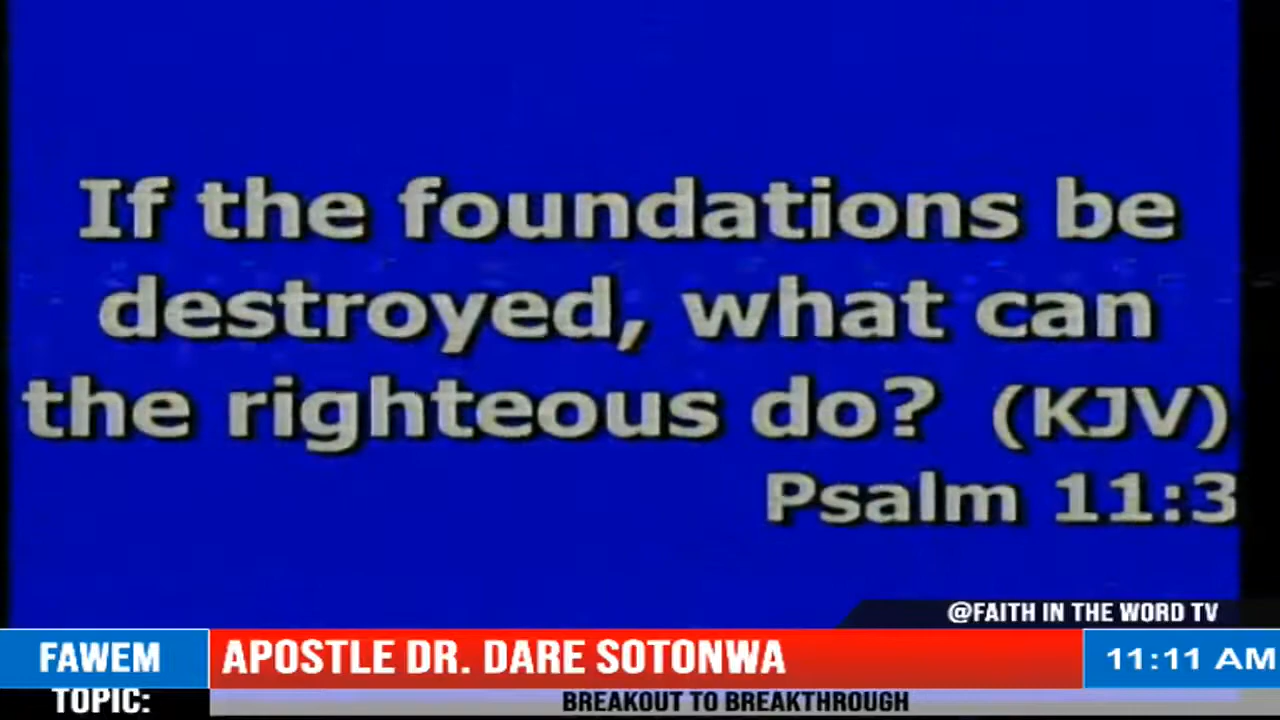 If the foundations be
destroyed, what can
the righteous do? (KJV)
Psalm 11:3
@FAITH IN THE WORD TV
FAWEM
APOSTLE DR. DARE SOTONWA
11:11 AM
TOPIC:
BREAKOUT TO BREAKTHROUGH